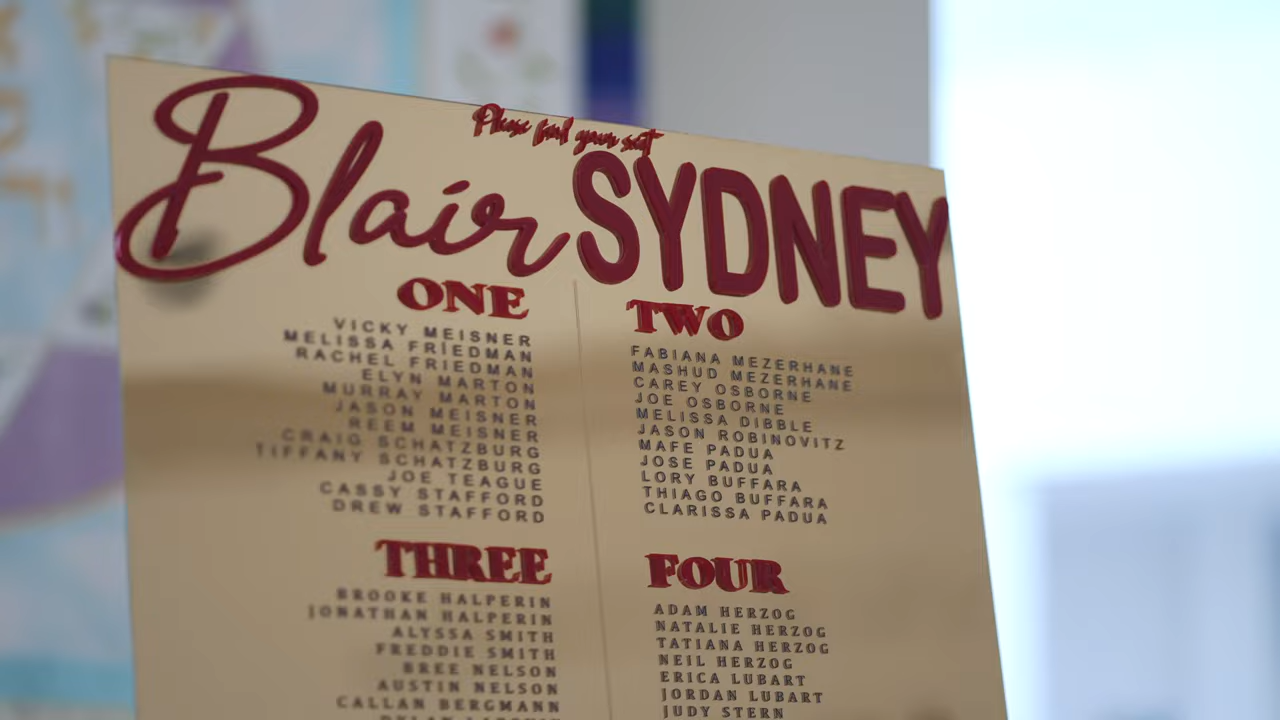 Please find your seat
Blair SYDNEY
ONE
VICKY MEISNER
MELISSA FRIEDMAN
RACHEL FRIEDMAN
ELYN MARTON
MURRAY MARTON
JASON MEISNER
REEM MEISNER
CRAIG SCHATZBURG
TIFFANY SCHATZBURG
JOE TEAGUE
CASSY STAFFORD
DREW STAFFORD
TWO
FABIANA MEZERHANE
MASHUD MEZERHANE
CAREY OSBORNE
JOE OSBORNE
MELISSA DIBBLE
JASON ROBINOVITZ
MAFE PADUA
JOSE PADUA
LORY BUFFARA
THIAGO BUFFARA
CLARISSA PADUA
THREE
BROOKE HALPERIN
JONATHAN HALPERIN
ALYSSA SMITH
FREDDIE SMITH
BREE NELSON
AUSTIN NELSON
CALLAN BERGMANN
FOUR
ADAM HERZOG
NATALIE HERZOG
TATIANA HERZOG
NEIL HERZOG
ERICA LUBART
JORDAN LUBART
JUDY STERN